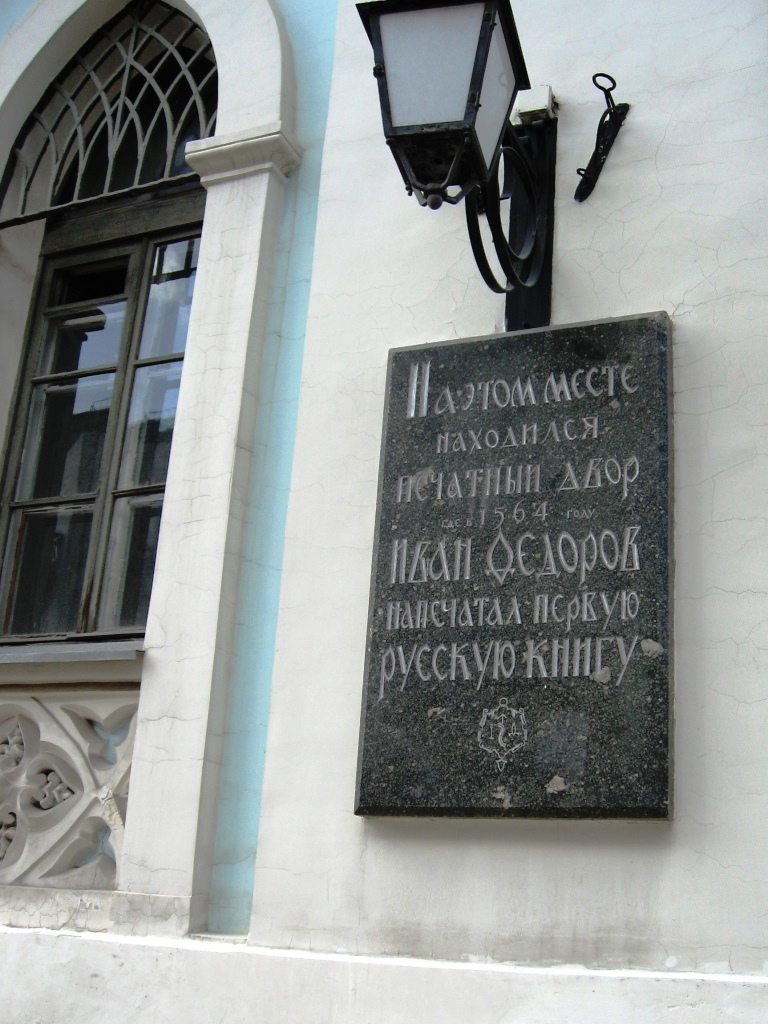 На этом месте
находился
печатный двор
где в 1564 году
Иван Федоров
напечатал первую
русскую книгу